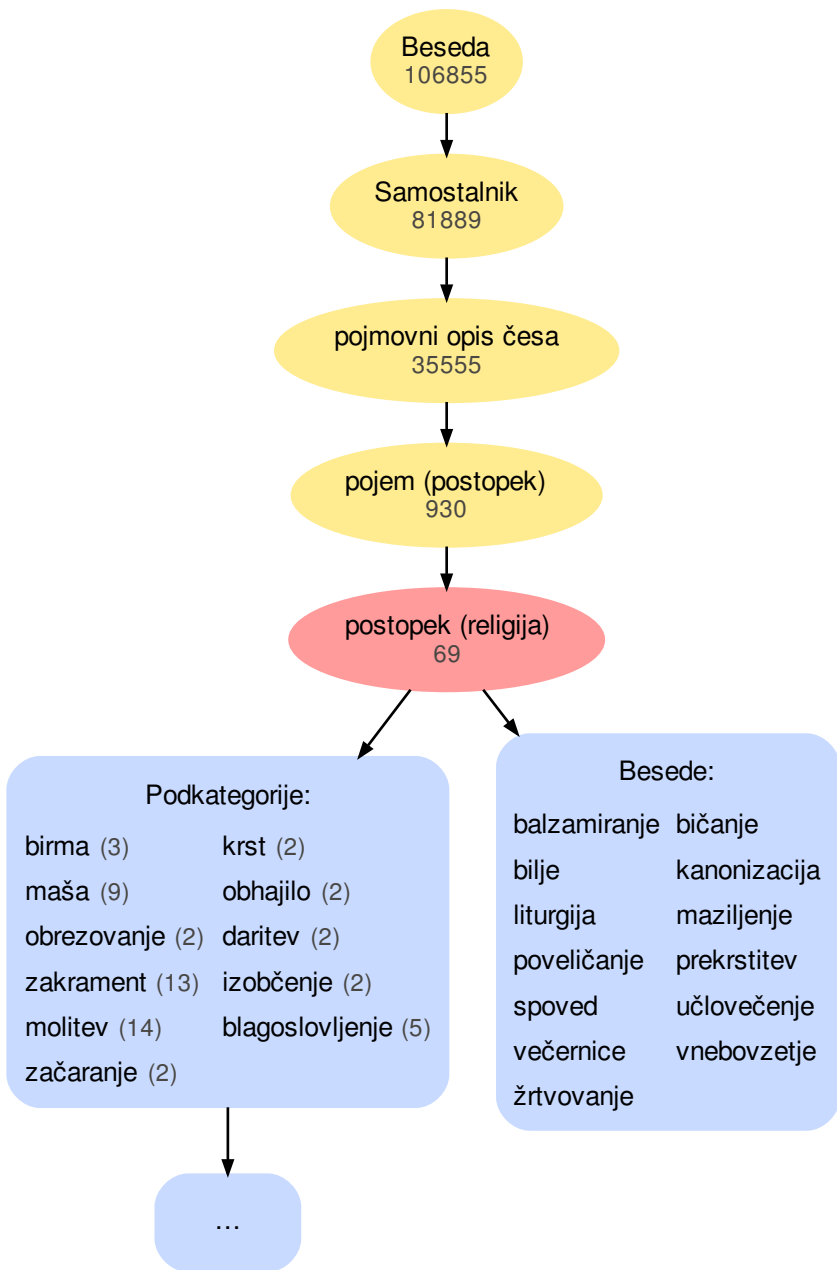 Beseda
106855
Samostalnik
81889
pojmovni opis česa
35555
pojem (postopek)
930
postopek (religija)
69
Podkategorije:
birma (3) krst (2)
maša (9) obhajilo (2)
obrezovanje (2) daritev (2)
zakrament (13) izobčenje (2)
molitev (14) blagoslovljenje (5)
začaranje (2)
Besede:
balzamiranje bičanje
bilje kanonizacija
liturgija maziljenje
poveličanje prekrstitev
spoved učlovečenje
večernice vnebovzetje
žrtvovanje
...